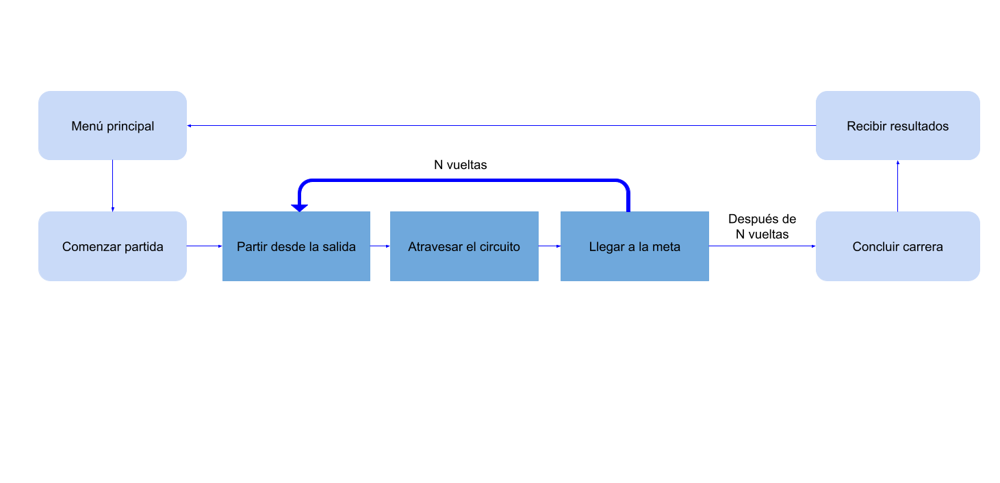 Menú principal
Recibir resultados
N vueltas
Comenzar partida
Partir desde la salida
Atravesar el circuito
Llegar a la meta
Después de
N vueltas
Concluir carrera